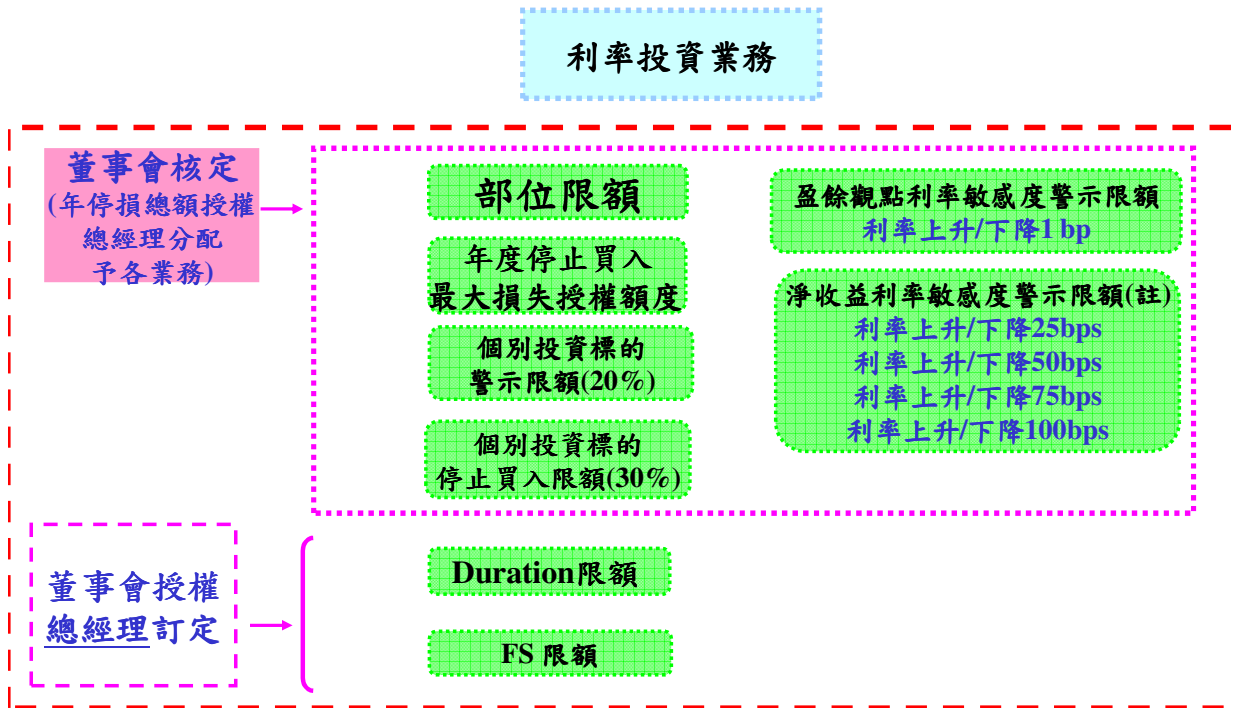 利率投資業務
董事會核定
(年停損總額授權
總經理分配
予各業務)
部位限額
年度停止買入
最大損失授權額度
個別投資標的
警示限額(20%)
個別投資標的
停止買入限額(30%)
盈餘觀點利率敏感度警示限額
利率上升/下降1 bp
淨收益利率敏感度警示限額(註)
利率上升/下降25bps
利率上升/下降50bps
利率上升/下降75bps
利率上升/下降100bps
董事會授權
總經理訂定
Duration限額
FS 限額